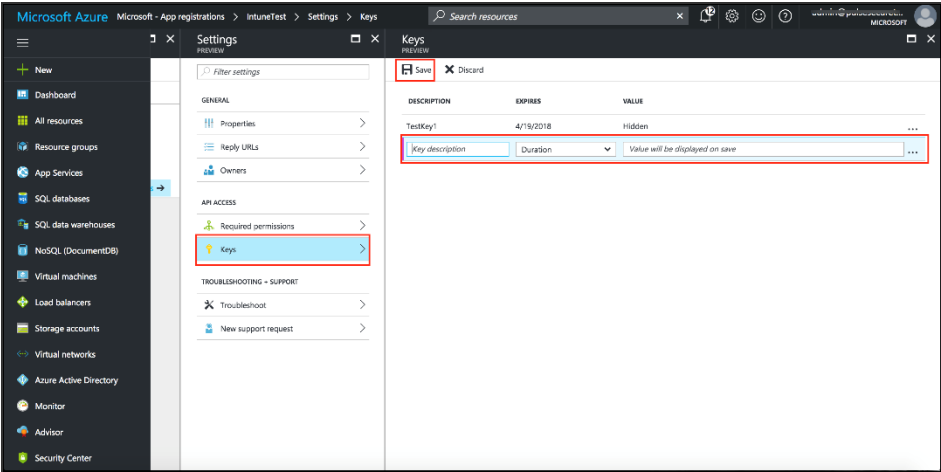 Microsoft Azure Microsoft - App registrations > IntuneTest > Settings > Keys
Search resources
12
MICROSOFT
Settings
PREVIEW
Keys
PREVIEW
New
Dashboard
All resources
Resource groups
App Services
SQL databases
SQL data warehouses
NoSQL (DocumentDB)
Virtual machines
Load balancers
Storage accounts
Virtual networks
Azure Active Directory
Monitor
Advisor
Security Center
Filter settings
GENERAL
Properties
Reply URLs
Owners
API ACCESS
Required permissions
Keys
TROUBLESHOOTING + SUPPORT
Troubleshoot
New support request
Save Discard
DESCRIPTION EXPIRES VALUE
TestKey1 4/19/2018 Hidden
Key description Duration Value will be displayed on save